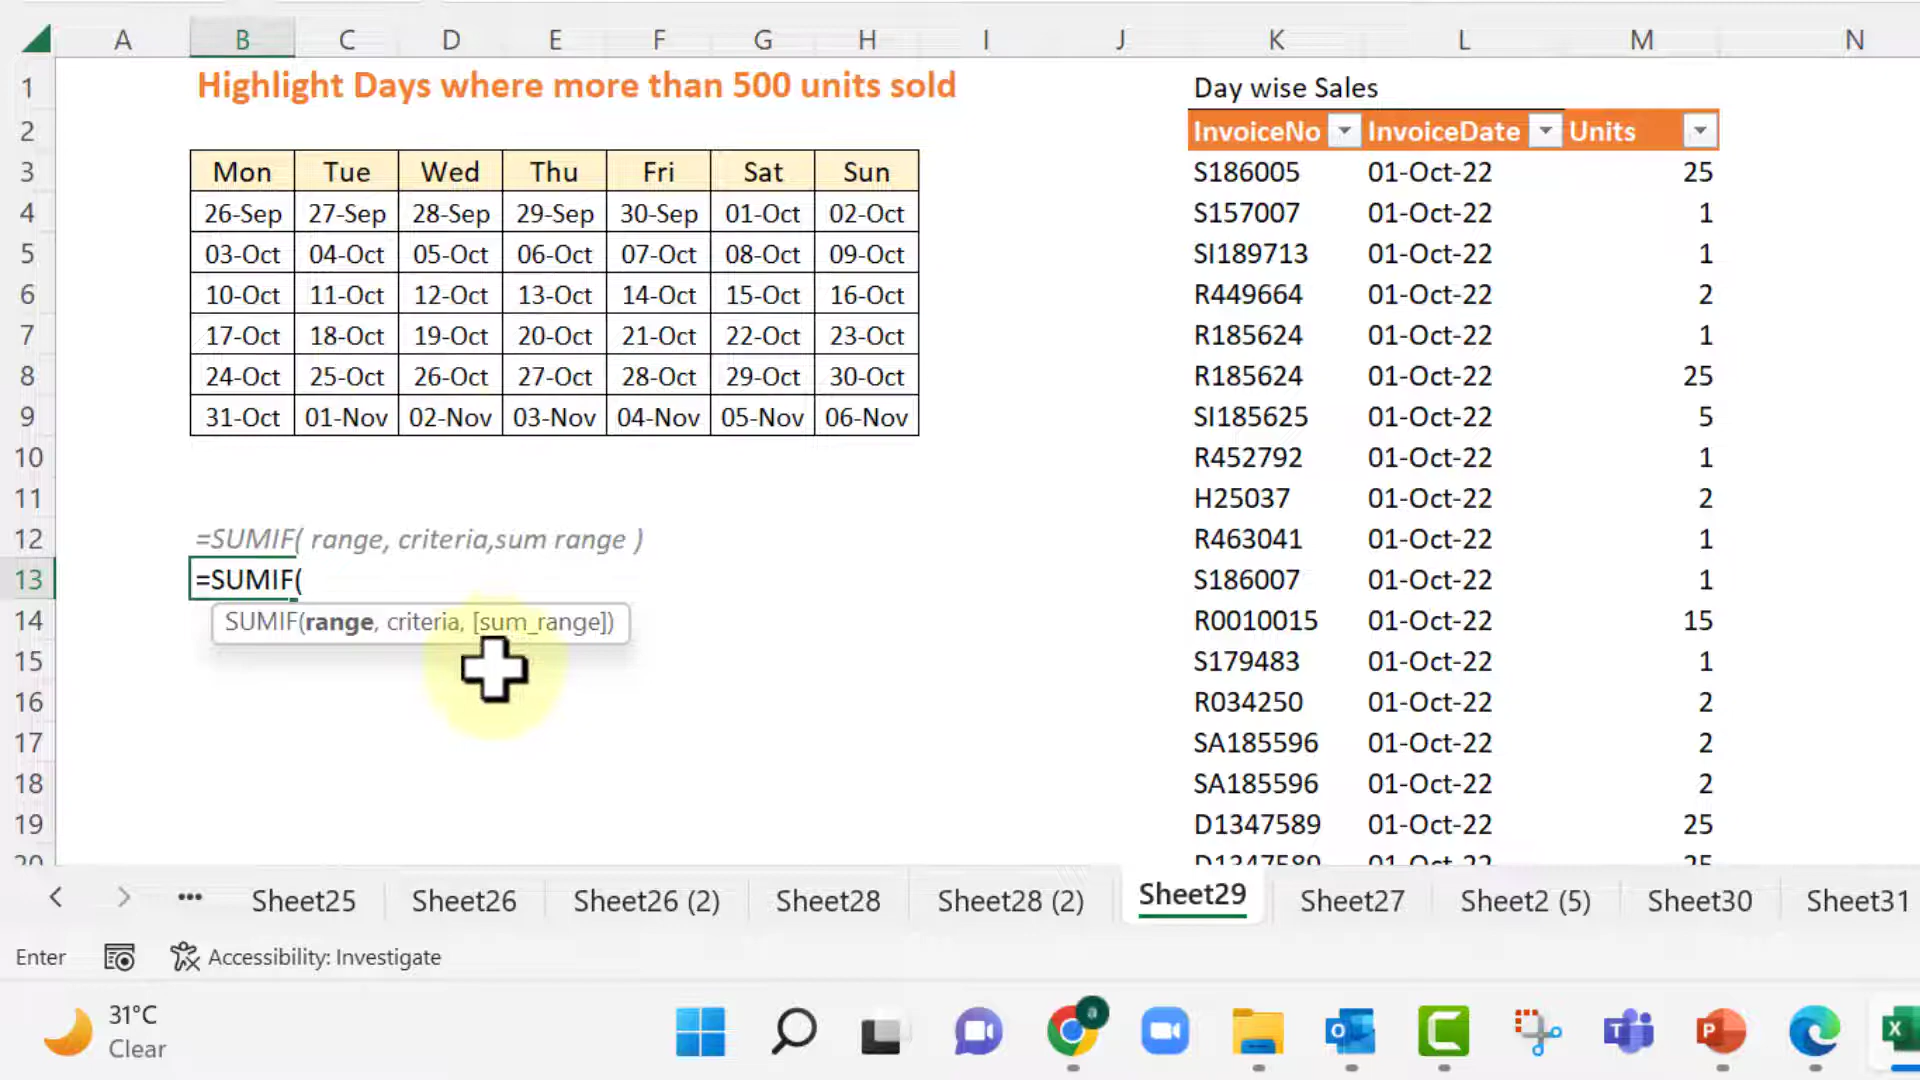 A B C D E F G H I J K L M N
1 Highlight Days where more than 500 units sold Day wise Sales
2 InvoiceNo InvoiceDate Units
3 Mon Tue Wed Thu Fri Sat Sun S186005 01-Oct-22 25
4 26-Sep 27-Sep 28-Sep 29-Sep 30-Sep 01-Oct 02-Oct S157007 01-Oct-22 1
5 03-Oct 04-Oct 05-Oct 06-Oct 07-Oct 08-Oct 09-Oct SI189713 01-Oct-22 1
6 10-Oct 11-Oct 12-Oct 13-Oct 14-Oct 15-Oct 16-Oct R449664 01-Oct-22 2
7 17-Oct 18-Oct 19-Oct 20-Oct 21-Oct 22-Oct 23-Oct R185624 01-Oct-22 1
8 24-Oct 25-Oct 26-Oct 27-Oct 28-Oct 29-Oct 30-Oct R185624 01-Oct-22 25
9 31-Oct 01-Nov 02-Nov 03-Nov 04-Nov 05-Nov 06-Nov SI185625 01-Oct-22 5
10 R452792 01-Oct-22 1
11 H25037 01-Oct-22 2
12 =SUMIF( range, criteria,sum range ) R463041 01-Oct-22 1
13 =SUMIF( S186007 01-Oct-22 1
14 SUMIF(range, criteria, [sum_range]) R0010015 01-Oct-22 15
15 S179483 01-Oct-22 1
16 R034250 01-Oct-22 2
17 SA185596 01-Oct-22 2
18 SA185596 01-Oct-22 2
19 D1347589 01-Oct-22 25
20 D1347589 01-Oct-22 25
... Sheet25 Sheet26 Sheet26 (2) Sheet28 Sheet28 (2) Sheet29 Sheet27 Sheet2 (5) Sheet30 Sheet31
Enter Accessibility: Investigate
31°C
Clear